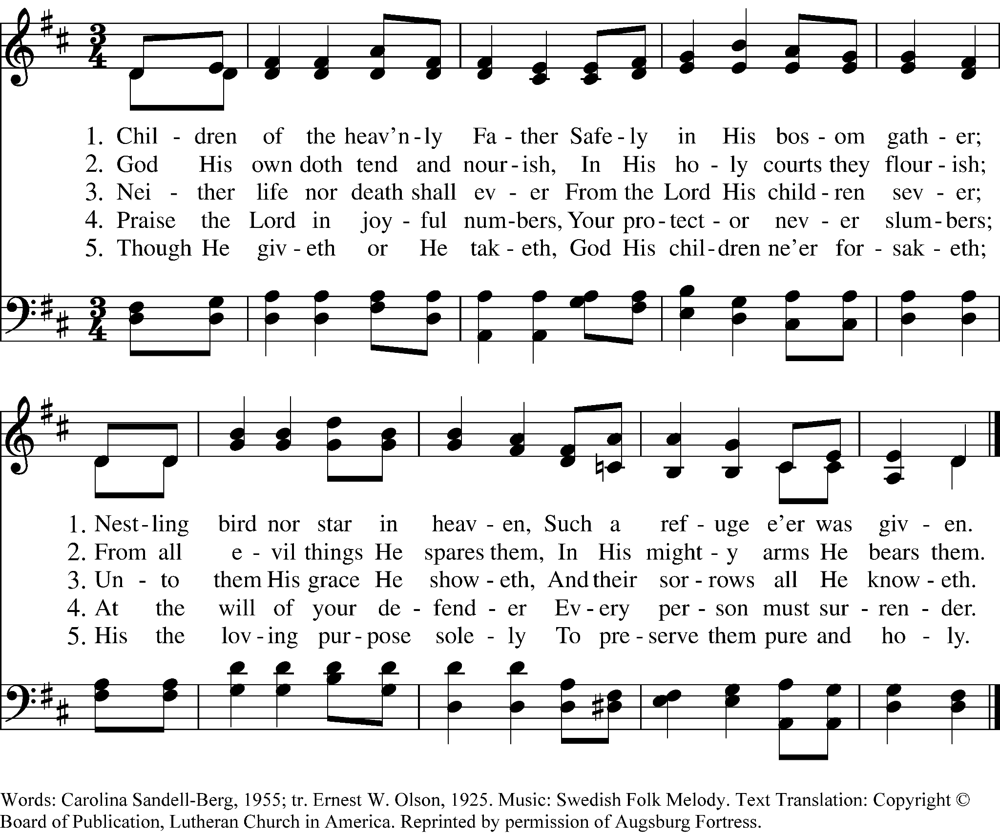 1. Chil - dren of the heav’n - ly Fa - ther Safe - ly in His bos - om gath - er;
2. God His own doth tend and nour - ish, In His ho - ly courts they flour - ish;
3. Nei - ther life nor death shall ev - er From the Lord His child - ren sev - er;
4. Praise the Lord in joy - ful num - bers, Your pro - tect - or nev - er slum - bers;
5. Though He giv - eth or He tak - eth, God His chil - dren ne’er for - sak - eth;
1. Nest - ling bird nor star in heav - en, Such a ref - uge e’er was giv - en.
2. From all e - vil things He spares them, In His might - y arms He bears them.
3. Un - to them His grace He show - eth, And their sor - rows all He know - eth.
4. At the will of your de - fend - er Ev - ery per - son must sur - ren - der.
5. His the lov - ing pur - pose sole - ly To pre - serve them pure and ho - ly.
Words: Carolina Sandell-Berg, 1955; tr. Ernest W. Olson, 1925. Music: Swedish Folk Melody. Text Translation: Copyright ©
Board of Publication, Lutheran Church in America. Reprinted by permission of Augsburg Fortress.